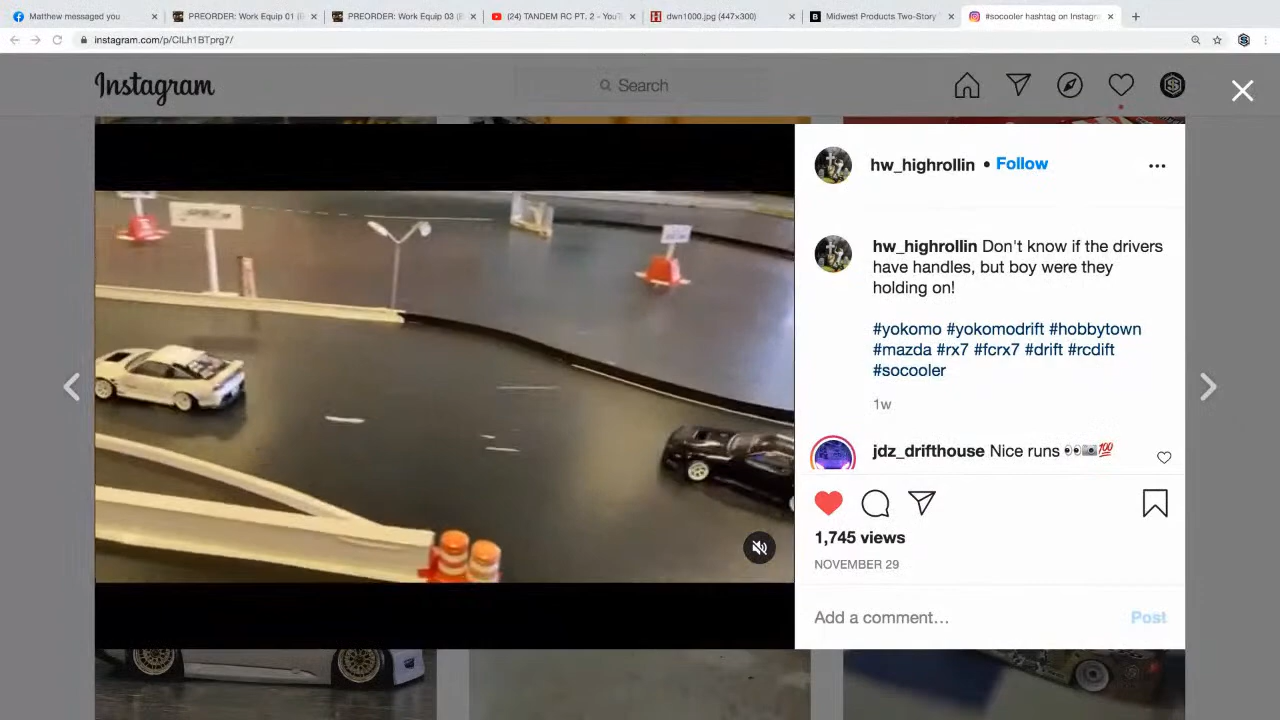 Matthew messaged you
PREORDER: Work Equip 01 (
PREORDER: Work Equip 03 (
(24) TANDEM RC PT. 2 - YouT
dwn1000.jpg (447×300)
Midwest Products Two-Story
#socooler hashtag on Instagra
instagram.com/p/CILh1BTprg7/
Instagram
Search
hw_highrollin • Follow
hw_highrollin Don't know if the drivers
have handles, but boy were they
holding on!
#yokomo #yokomodrift #hobbytown
#mazda #rx7 #fcrx7 #drift #rcdift
#socooler
1w
jdz_drifthouse Nice runs 👀📷💯
1,745 views
NOVEMBER 29
Add a comment…
Post